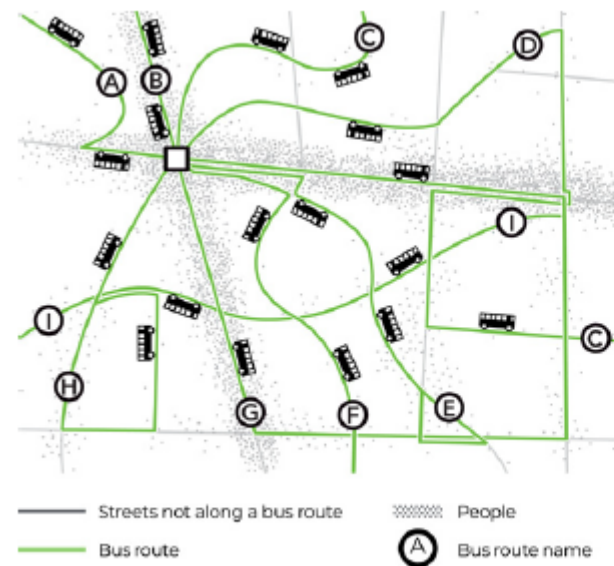 C
D
A
B
I
I
C
H
G
F
E
Streets not along a bus route
People
Bus route
A
Bus route name